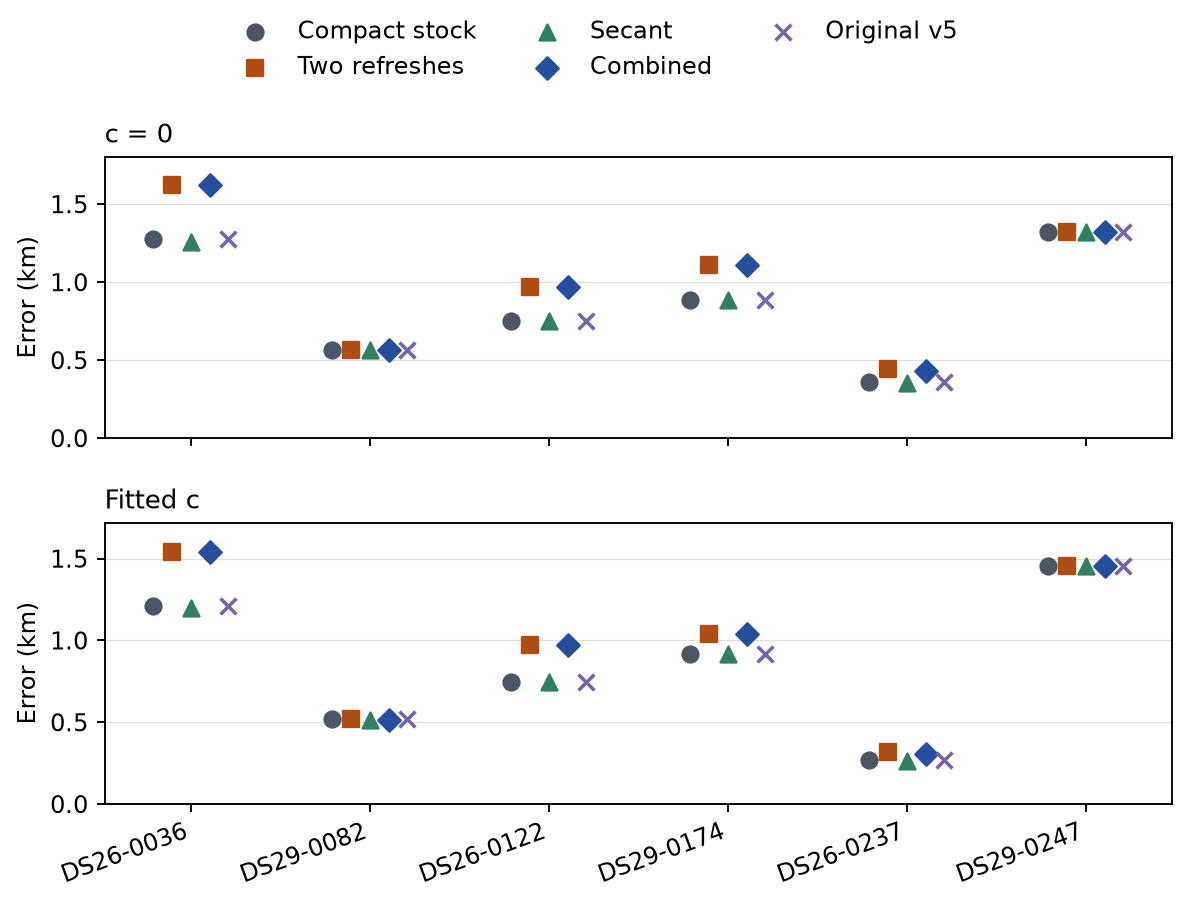 Compact stock Secant Original v5
Two refreshes Combined
c = 0
Error (km)
1.5
1.0
0.5
0.0
Fitted c
Error (km)
1.5
1.0
0.5
0.0
DS26-0036 DS29-0082 DS26-0122 DS29-0174 DS26-0237 DS29-0247